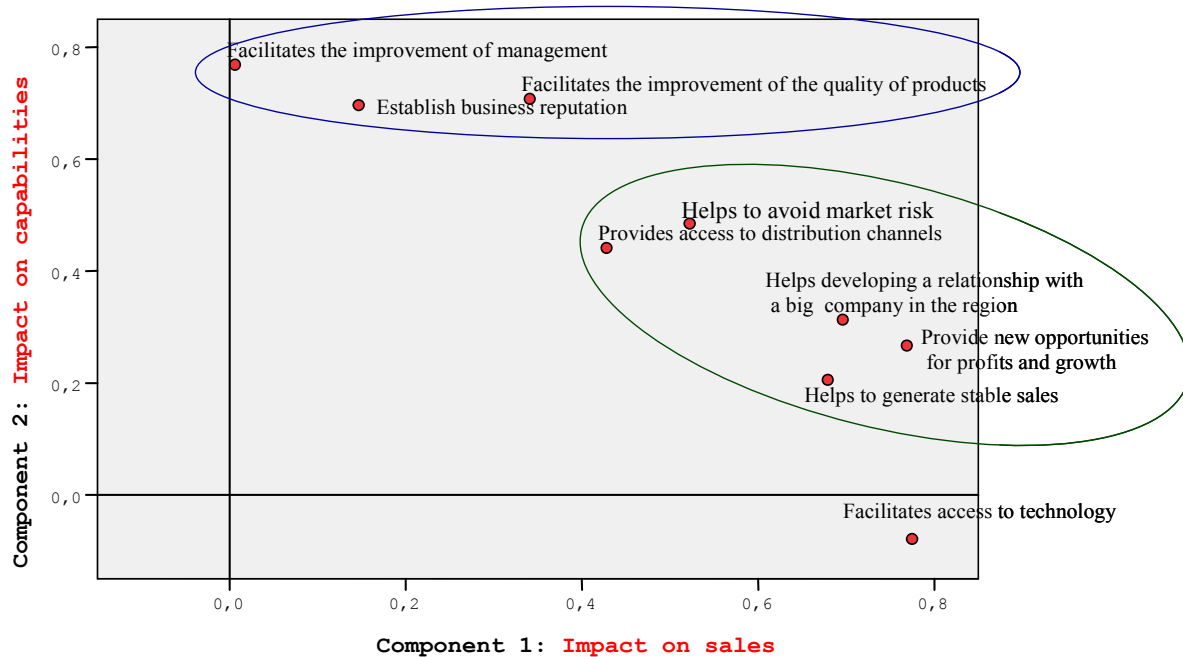 0,8
Facilitates the improvement of management
Facilitates the improvement of the quality of products
Establish business reputation
0,6
Helps to avoid market risk
Provides access to distribution channels
0,4
Helps developing a relationship with
a big company in the region
Provide new opportunities
for profits and growth
0,2
Helps to generate stable sales
0,0
Facilitates access to technology
0,0
0,2
0,4
0,6
0,8
Component 2: Impact on capabilities
Component 1: Impact on sales